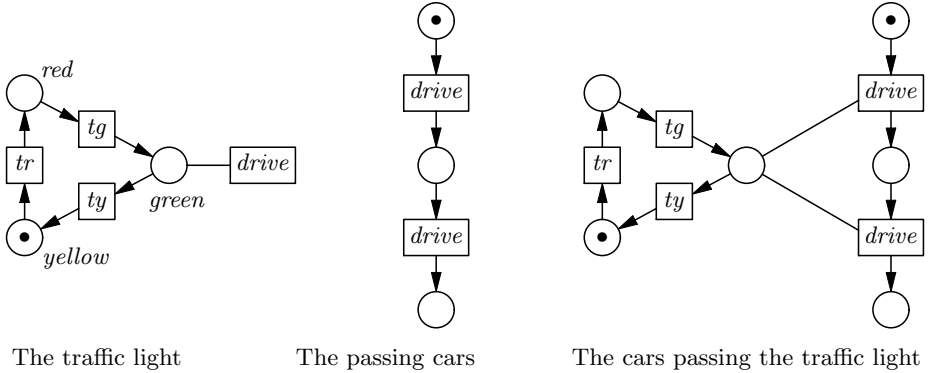 red
tg
tr
drive
ty
green
yellow
The traffic light
drive
drive
The passing cars
tg
tr
ty
drive
drive
The cars passing the traffic light